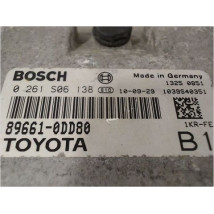 BOSCH
Made in Germany
1325 0051
0 261 S06 138
10-09-29 1039S40351
1KR-FE
89661-0DD80
B1
TOYOTA